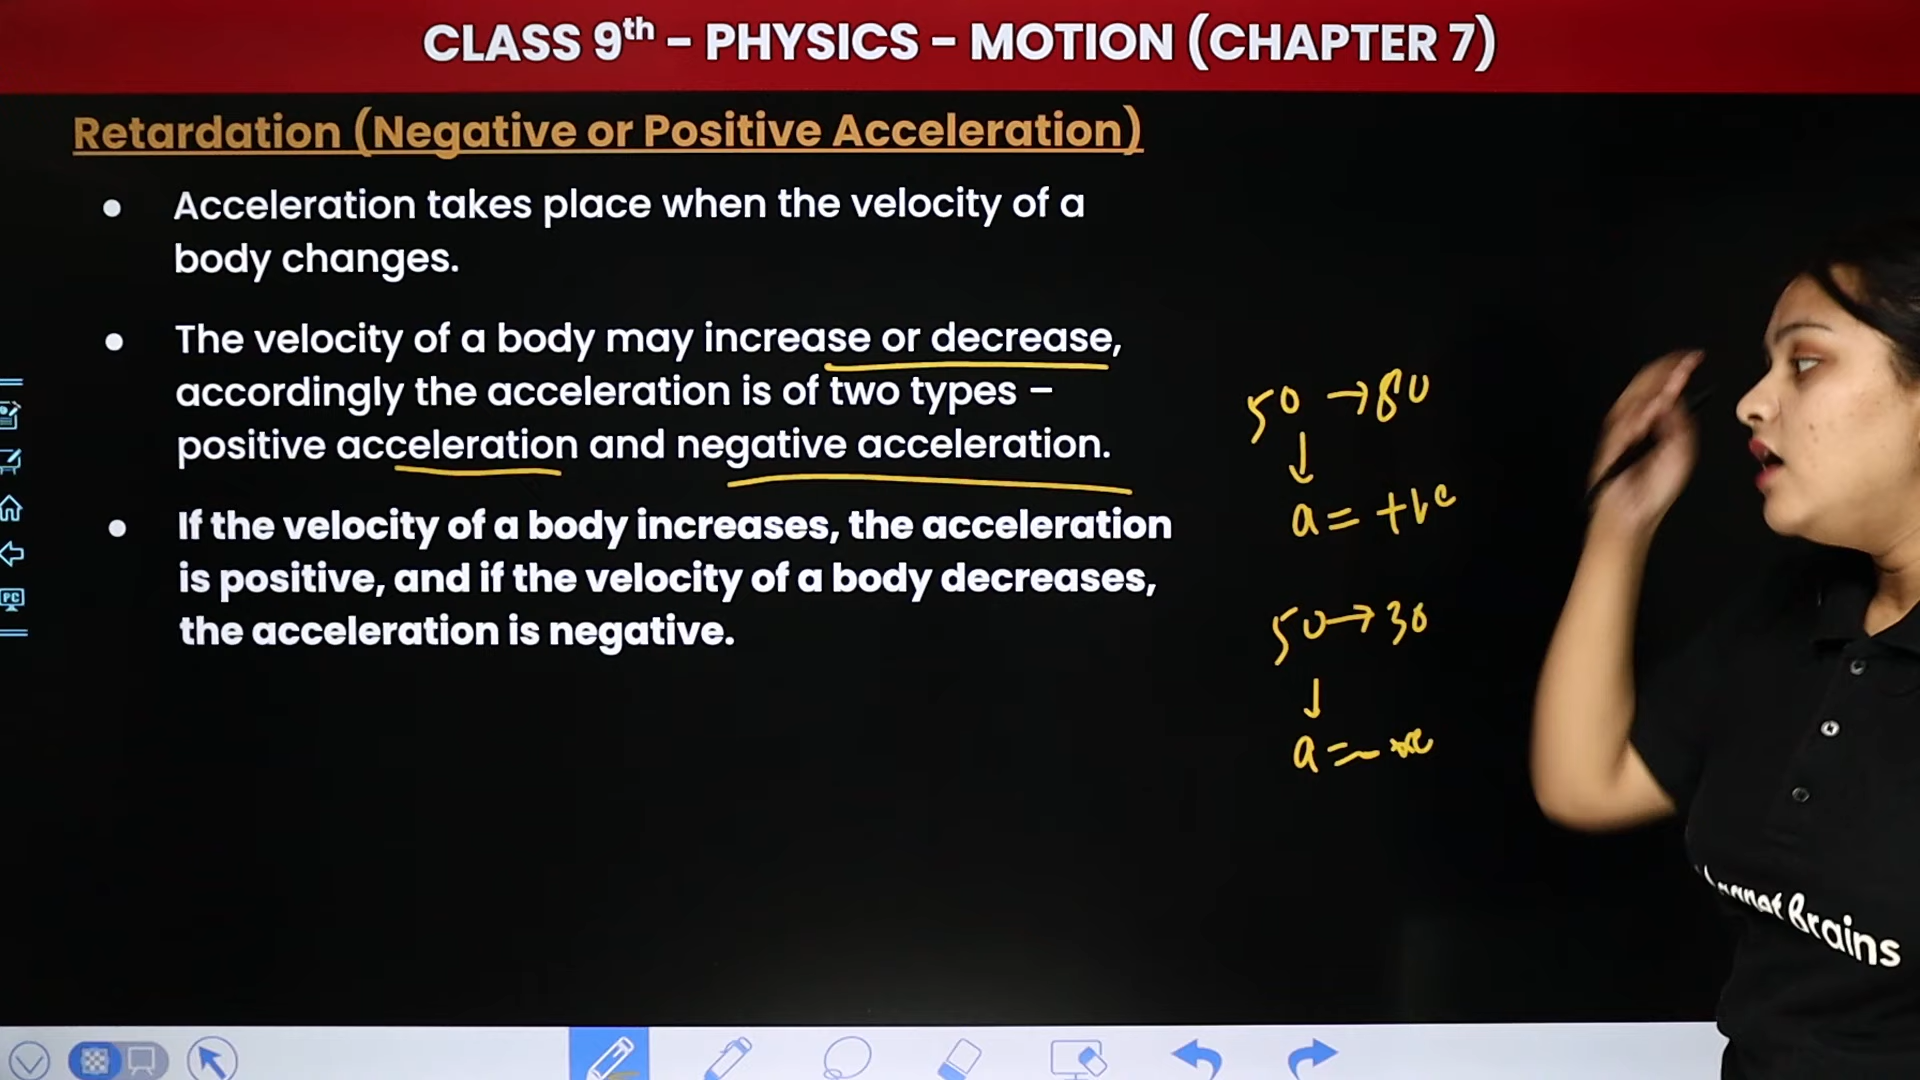 CLASS 9th - PHYSICS - MOTION (CHAPTER 7)
Retardation (Negative or Positive Acceleration)
● Acceleration takes place when the velocity of a
body changes.
● The velocity of a body may increase or decrease,
accordingly the acceleration is of two types –
positive acceleration and negative acceleration.
● If the velocity of a body increases, the acceleration
is positive, and if the velocity of a body decreases,
the acceleration is negative.
50 → 80
↓
a = +ve
50 → 30
↓
a = -ve
PC
Brains